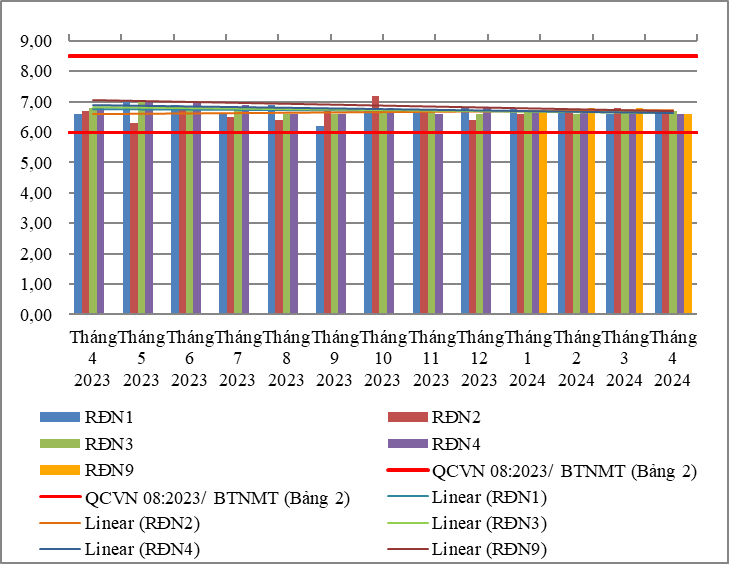 9,00
8,00
7,00
6,00
5,00
4,00
3,00
2,00
1,00
0,00
Tháng Tháng Tháng Tháng Tháng Tháng Tháng Tháng Tháng Tháng Tháng Tháng Tháng
4 5 6 7 8 9 10 11 12 1 2 3 4
2023 2023 2023 2023 2023 2023 2023 2023 2023 2024 2024 2024 2024
RĐN1 RĐN2
RĐN3 RĐN4
RĐN9 QCVN 08:2023/ BTNMT (Bảng 2)
QCVN 08:2023/ BTNMT (Bảng 2) Linear (RĐN1)
Linear (RĐN2) Linear (RĐN3)
Linear (RĐN4) Linear (RĐN9)